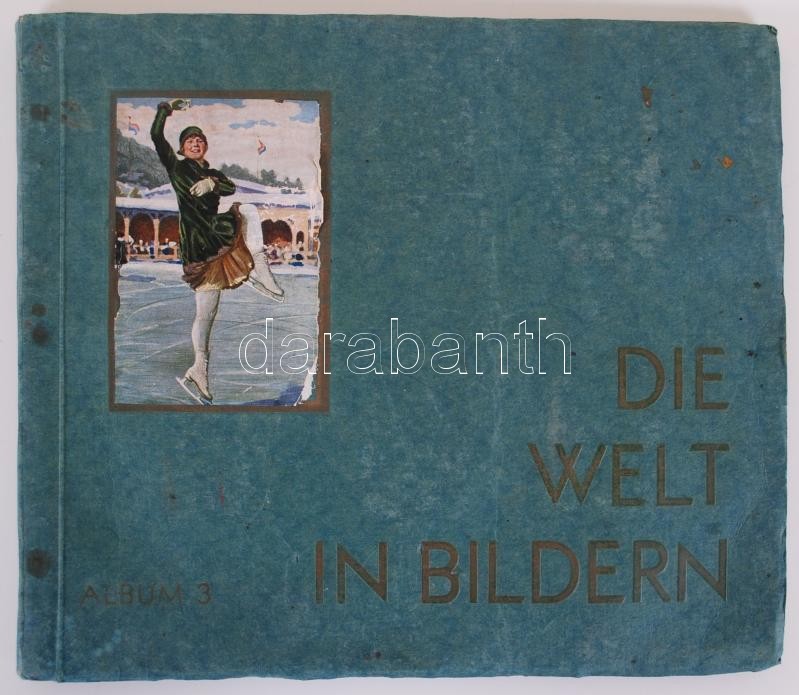 darabanth
DIE
WELT
IN BILDERN
ALBUM 3